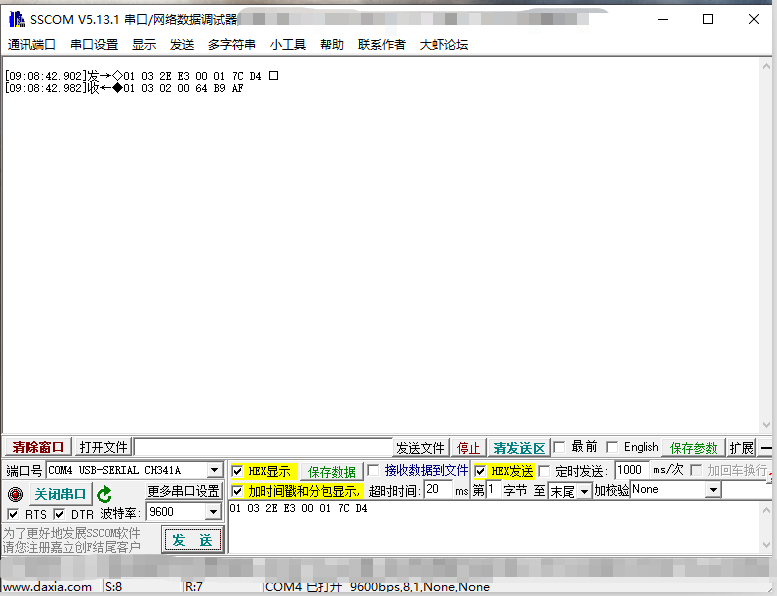 SSCOM V5.13.1 串口/网络数据调试器
通讯端口 串口设置 显示 发送 多字符串 小工具 帮助 联系作者 大虾论坛
[09:08:42.902]发→◇01 03 2E E3 00 01 7C D4 □
[09:08:42.982]收←◆01 03 02 00 64 B9 AF
清除窗口 打开文件 发送文件 停止 清发送区 最前 English 保存参数 扩展 —
端口号 COM4 USB-SERIAL CH341A HEX显示 保存数据 接收数据到文件 HEX发送 定时发送: 1000 ms/次 加回车换行
关闭串口 更多串口设置 加时间戳和分包显示, 超时时间: 20 ms 第 1 字节 至 末尾 加校验 None
RTS DTR 波特率: 9600 01 03 2E E3 00 01 7C D4
为了更好地发展SSCOM软件
请您注册嘉立创F结尾客户
发 送
www.daxia.com S:8 R:7 COM4 已打开 9600bps,8,1,None,None